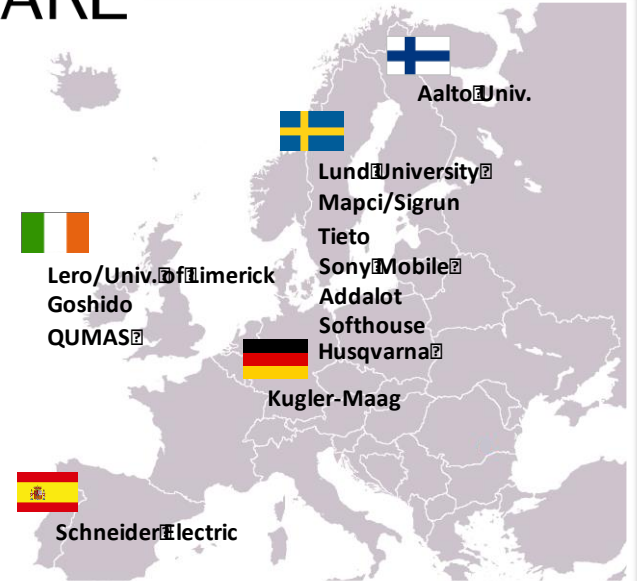 ARE
Aalto Univ.
Lund University
Mapci/Sigrun
Tieto
Sony Mobile
Addalot
Softhouse
Husqvarna
Lero/Univ. of Limerick
Goshido
QUMAS
Kugler-Maag
Schneider Electric